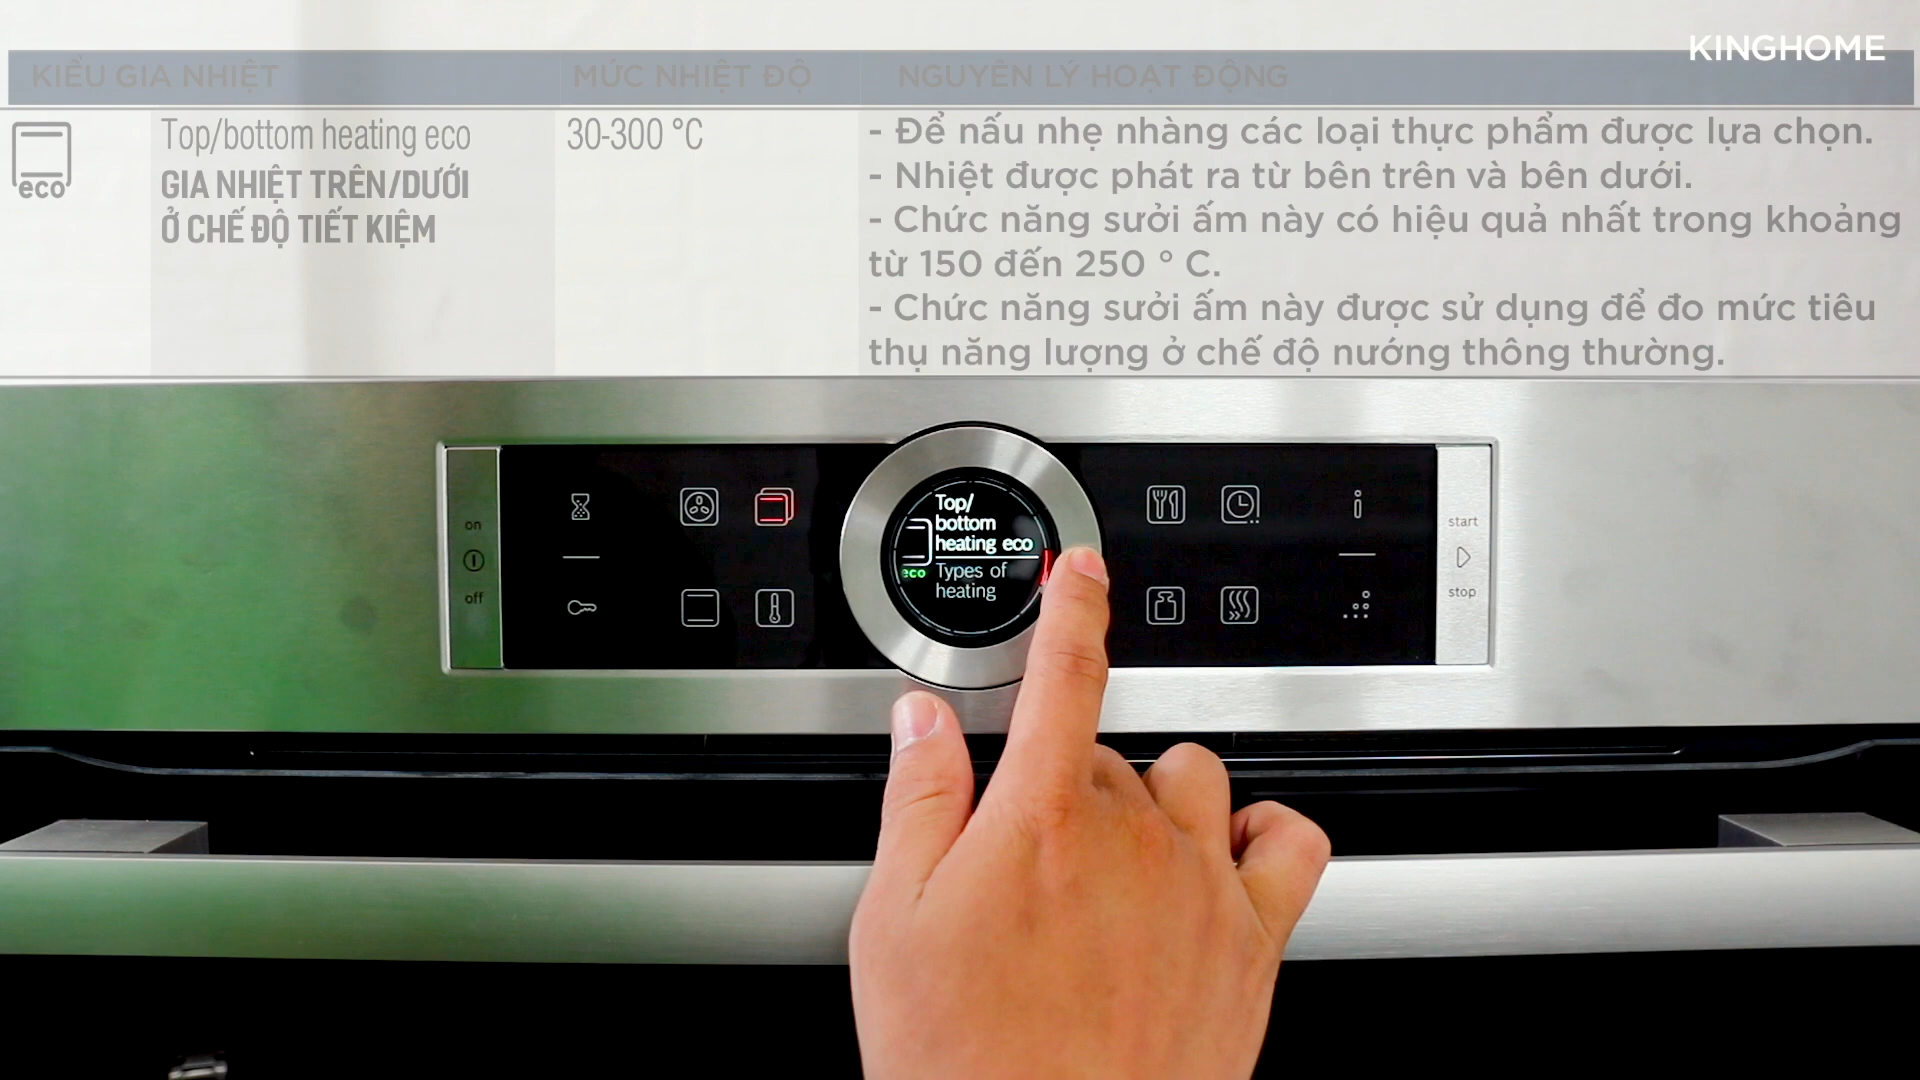 KINGHOME
KIỂU GIA NHIỆT
MỨC NHIỆT ĐỘ
NGUYÊN LÝ HOẠT ĐỘNG
eco
Top/bottom heating eco
GIA NHIỆT TRÊN/DƯỚI
Ở CHẾ ĐỘ TIẾT KIỆM
30-300 °C
- Để nấu nhẹ nhàng các loại thực phẩm được lựa chọn.
- Nhiệt được phát ra từ bên trên và bên dưới.
- Chức năng sưởi ấm này có hiệu quả nhất trong khoảng
từ 150 đến 250 ° C.
- Chức năng sưởi ấm này được sử dụng để đo mức tiêu
thụ năng lượng ở chế độ nướng thông thường.
on
off
Top/
bottom
heating eco
eco
Types of
heating
start
stop